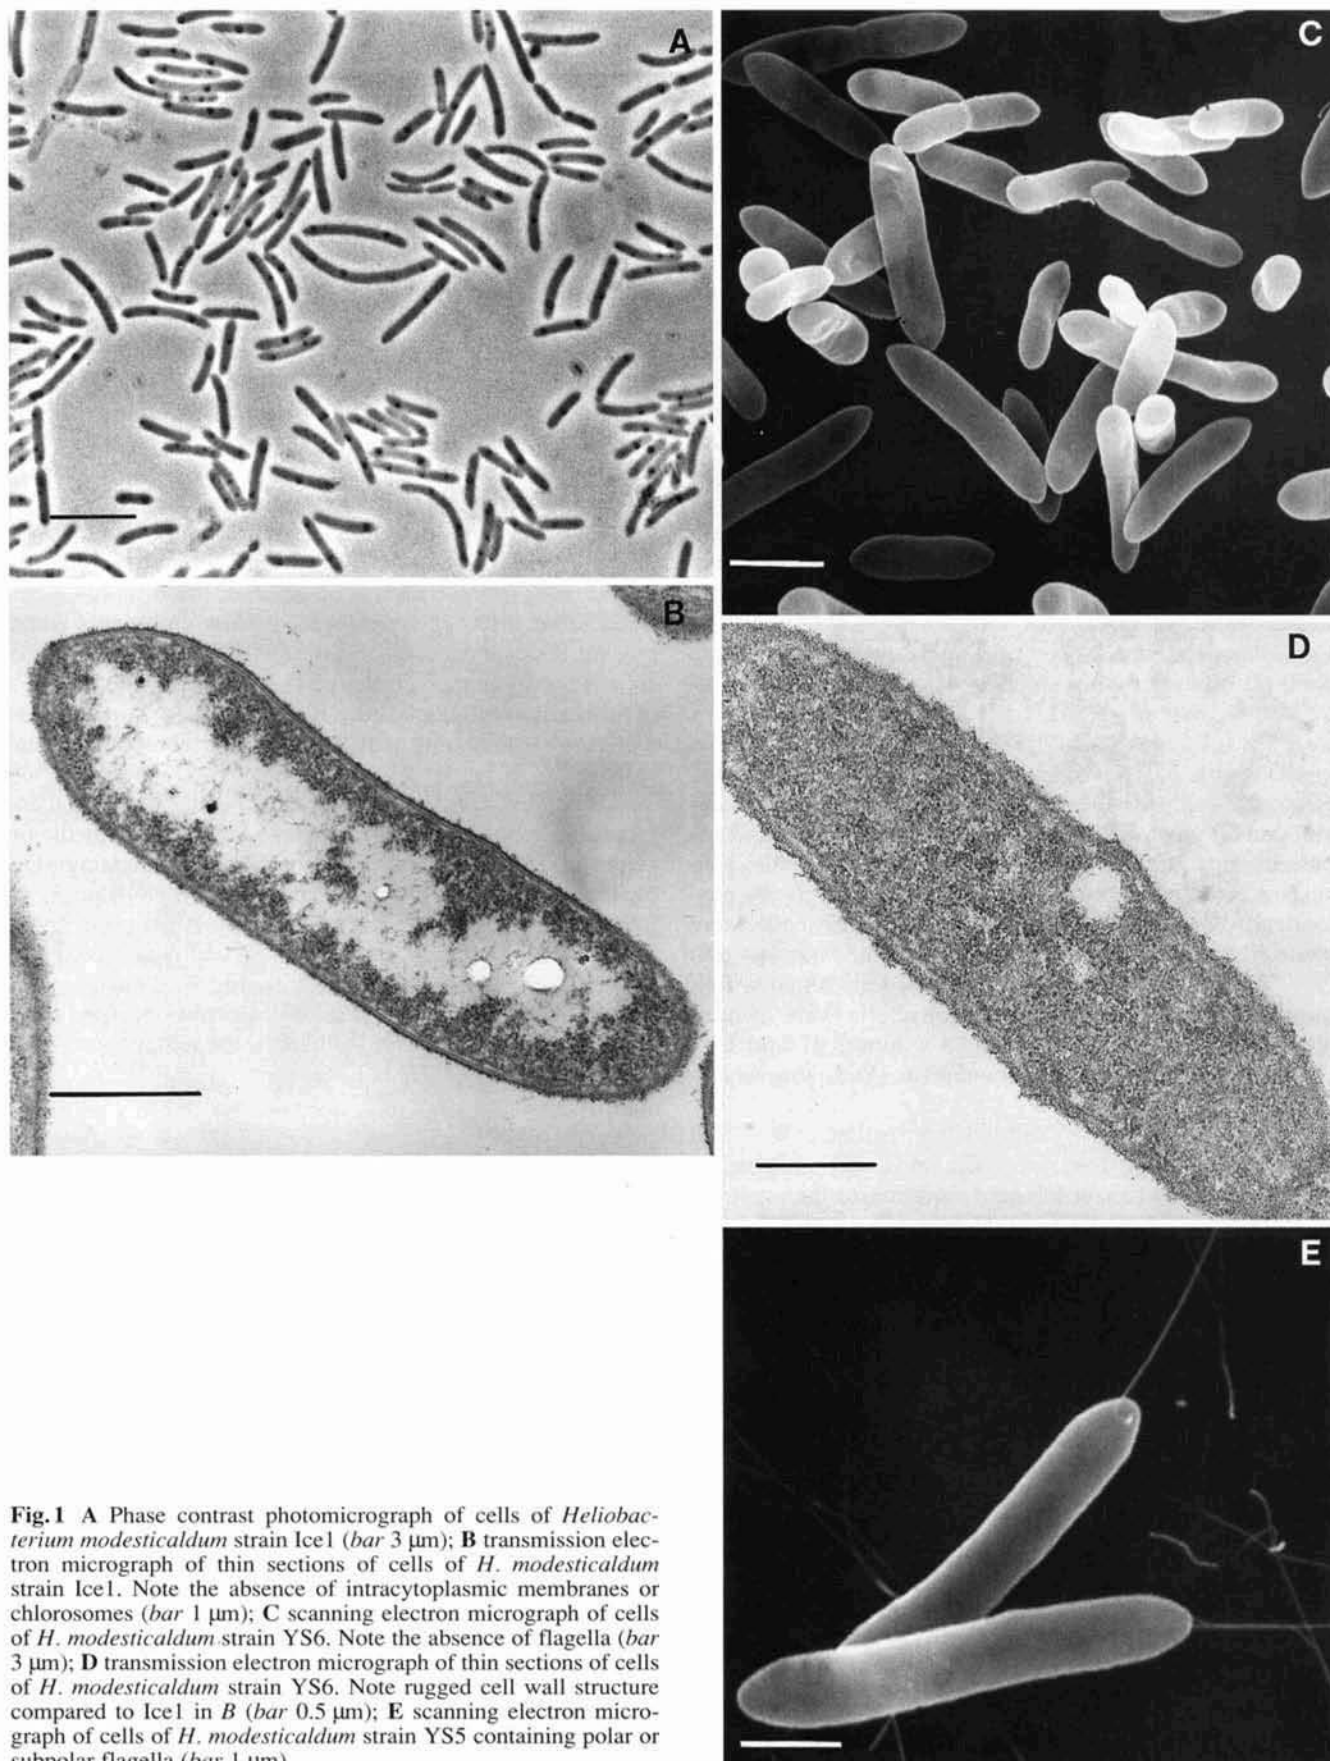 A
C
B
D
E
Fig. 1 A Phase contrast photomicrograph of cells of Heliobac-
terium modesticaldum strain Ice1 (bar 3 µm); B transmission elec-
tron micrograph of thin sections of cells of H. modesticaldum
strain Ice1. Note the absence of intracytoplasmic membranes or
chlorosomes (bar 1 µm); C scanning electron micrograph of cells
of H. modesticaldum strain YS6. Note the absence of flagella (bar
3 µm); D transmission electron micrograph of thin sections of cells
of H. modesticaldum strain YS6. Note rugged cell wall structure
compared to Ice1 in B (bar 0.5 µm); E scanning electron micro-
graph of cells of H. modesticaldum strain YS5 containing polar or
subpolar flagella (bar 1 µm)